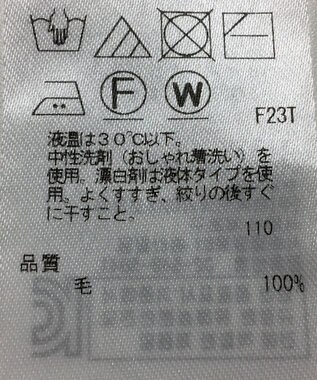 F W
F23T
液温は30℃以下。
中性洗剤（おしゃれ着洗い）を
使用。漂白剤は液体タイプを使
用。よくすすぎ、絞りの後すぐ
に干すこと。
110
品質
毛 100%